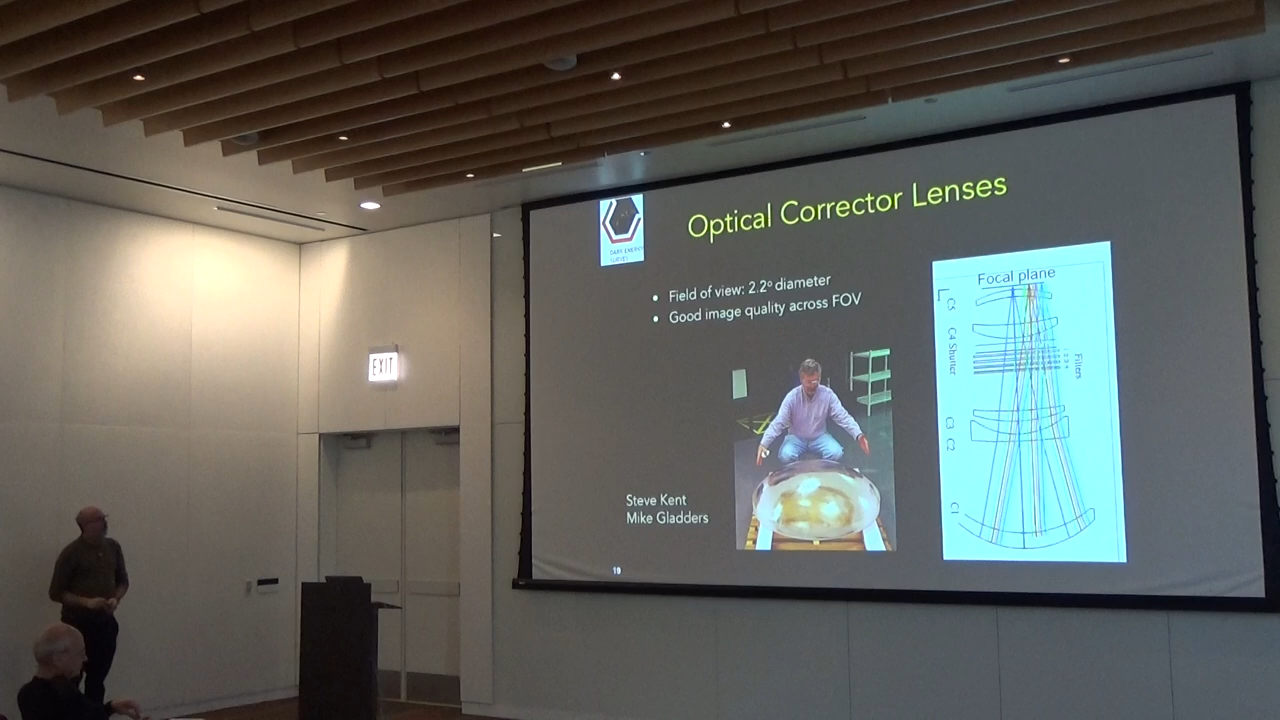 Optical Corrector Lenses
DARK ENERGY
SURVEY
• Field of view: 2.2° diameter
• Good image quality across FOV
Focal plane
C5
C4 Shutter
Filters
C3
C2
C1
EXIT
Steve Kent
Mike Gladders
19